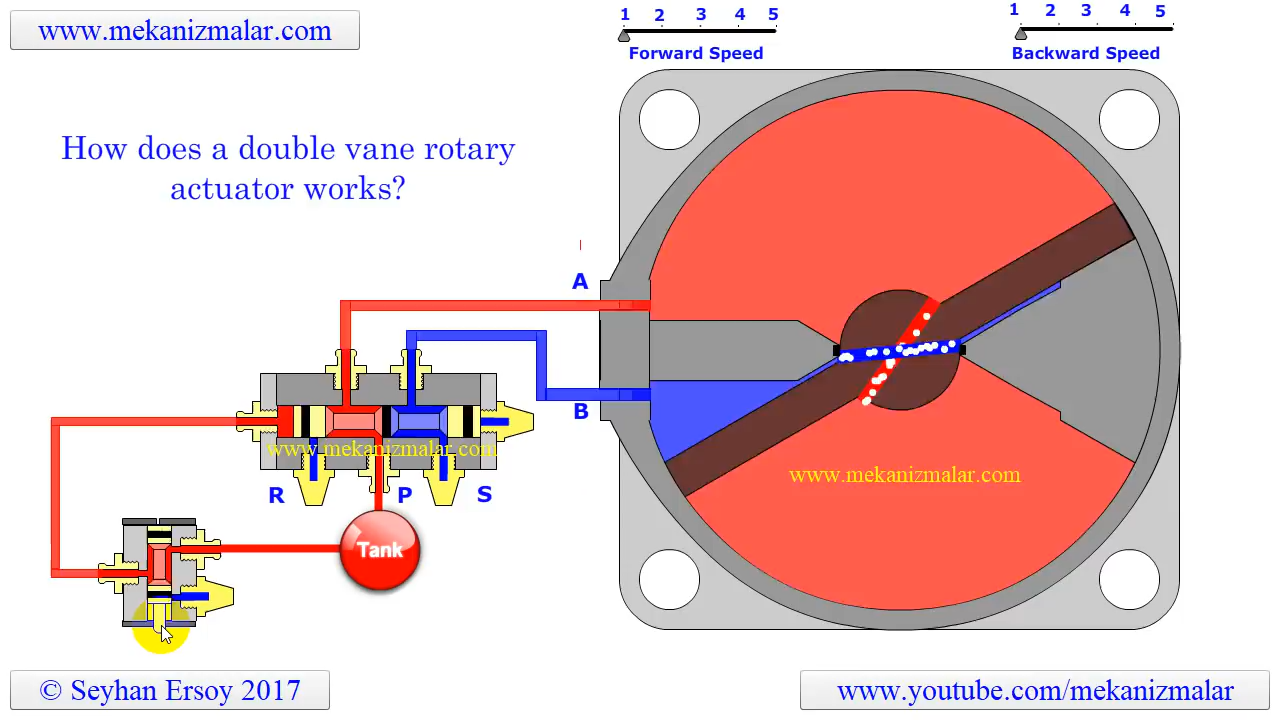 www.mekanizmalar.com
1 2 3 4 5
Forward Speed
1 2 3 4 5
Backward Speed
How does a double vane rotary
actuator works?
A
B
www.mekanizmalar.com
R P S
Tank
www.mekanizmalar.com
© Seyhan Ersoy 2017
www.youtube.com/mekanizmalar